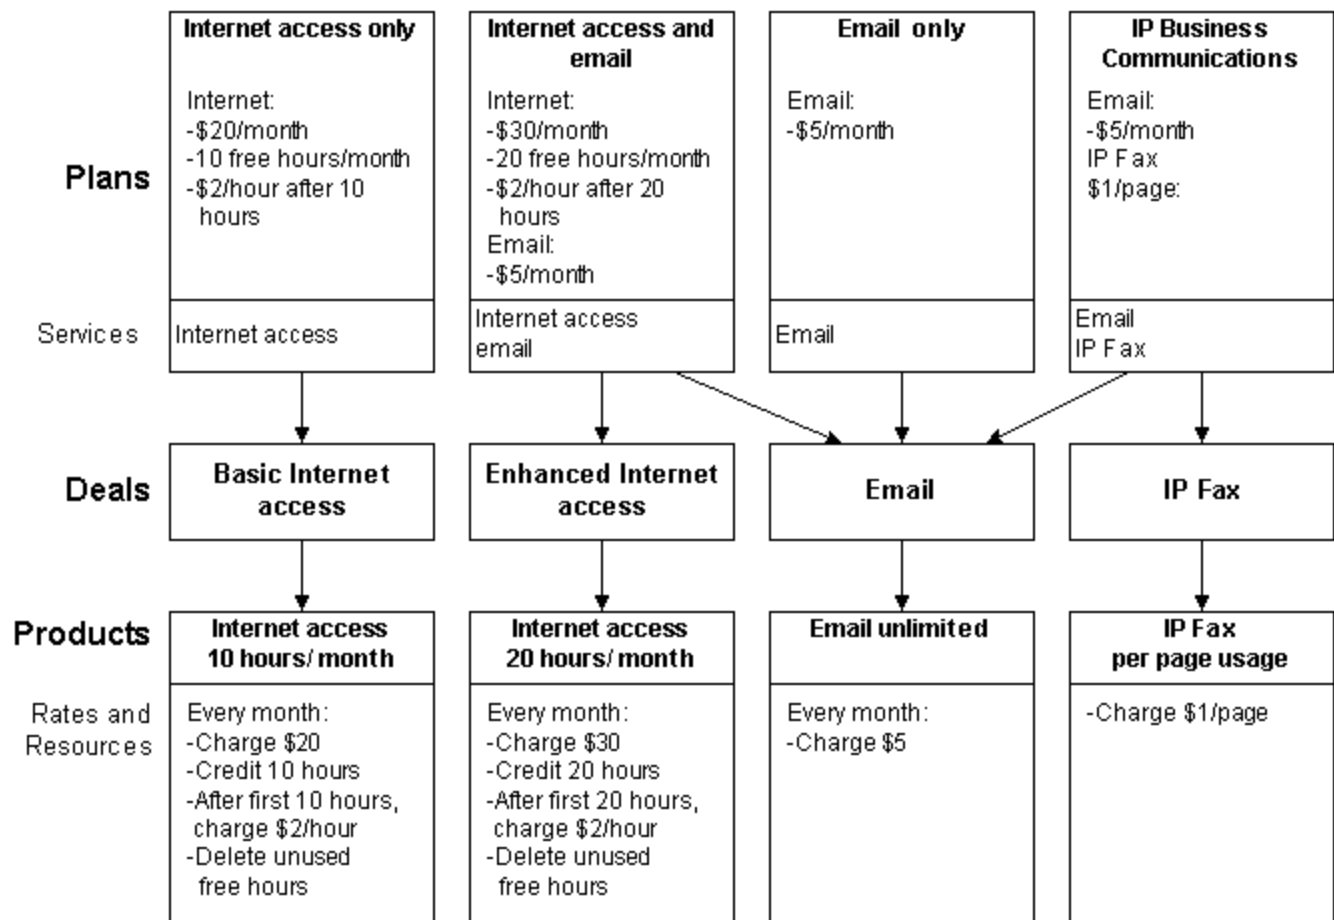 Plans
Internet access only
Internet:
-$20/month
-10 free hours/month
-$2/hour after 10
hours
Internet access and
email
Internet:
-$30/month
-20 free hours/month
-$2/hour after 20
hours
Email:
-$5/month
Email only
Email:
-$5/month
IP Business
Communications
Email:
-$5/month
IP Fax
$1/page:
Services
Internet access
Internet access
email
Email
Email
IP Fax
Deals
Basic Internet
access
Enhanced Internet
access
Email
IP Fax
Products
Internet access
10 hours/ month
Internet access
20 hours/ month
Email unlimited
IP Fax
per page usage
Rates and
Resources
Every month:
-Charge $20
-Credit 10 hours
-After first 10 hours,
charge $2/hour
-Delete unused
free hours
Every month:
-Charge $30
-Credit 20 hours
-After first 20 hours,
charge $2/hour
-Delete unused
free hours
Every month:
-Charge $5
-Charge $1/page